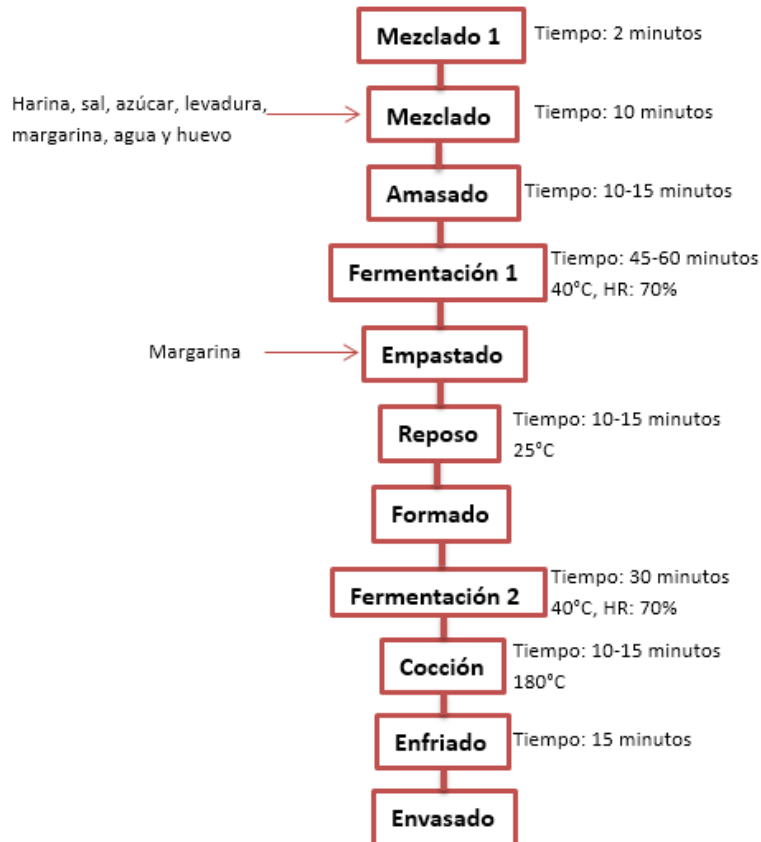 Mezclado 1
Tiempo: 2 minutos
Harina, sal, azúcar, levadura,
margarina, agua y huevo
Mezclado
Tiempo: 10 minutos
Amasado
Tiempo: 10-15 minutos
Fermentación 1
Tiempo: 45-60 minutos
40°C, HR: 70%
Margarina
Empastado
Reposo
Tiempo: 10-15 minutos
25°C
Formado
Fermentación 2
Tiempo: 30 minutos
40°C, HR: 70%
Cocción
Tiempo: 10-15 minutos
180°C
Enfriado
Tiempo: 15 minutos
Envasado